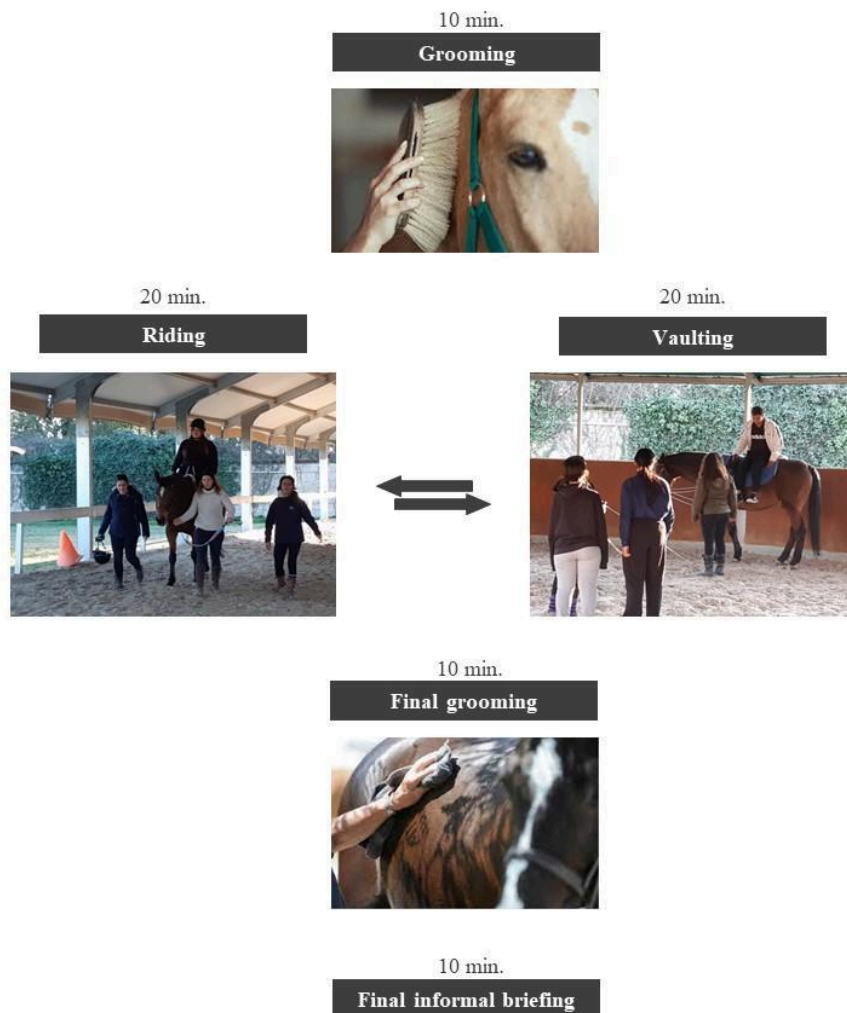 10 min.
Grooming
20 min.
Riding
20 min.
Vaulting
10 min.
Final grooming
10 min.
Final informal briefing